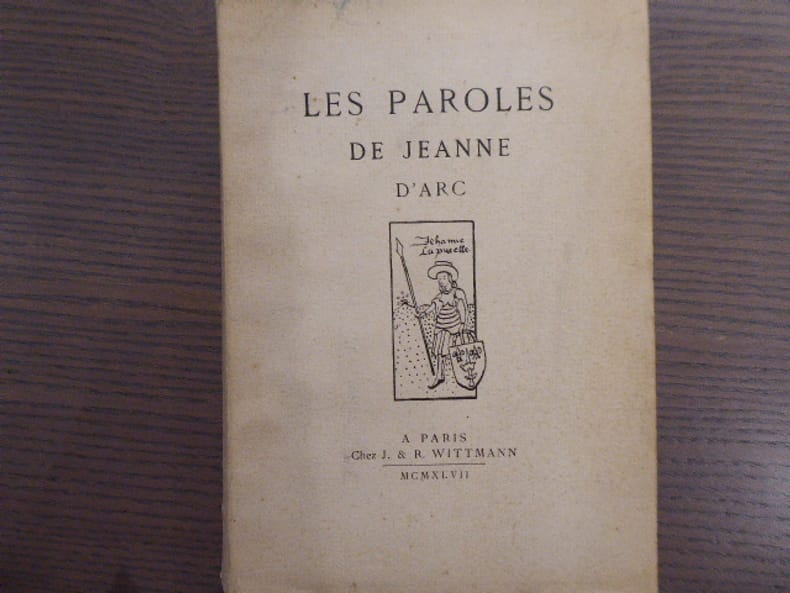 LES PAROLES
DE JEANNE
D'ARC
Jehanne
La pucelle
A PARIS
Chez J. & R. WITTMANN
MCMXLVII